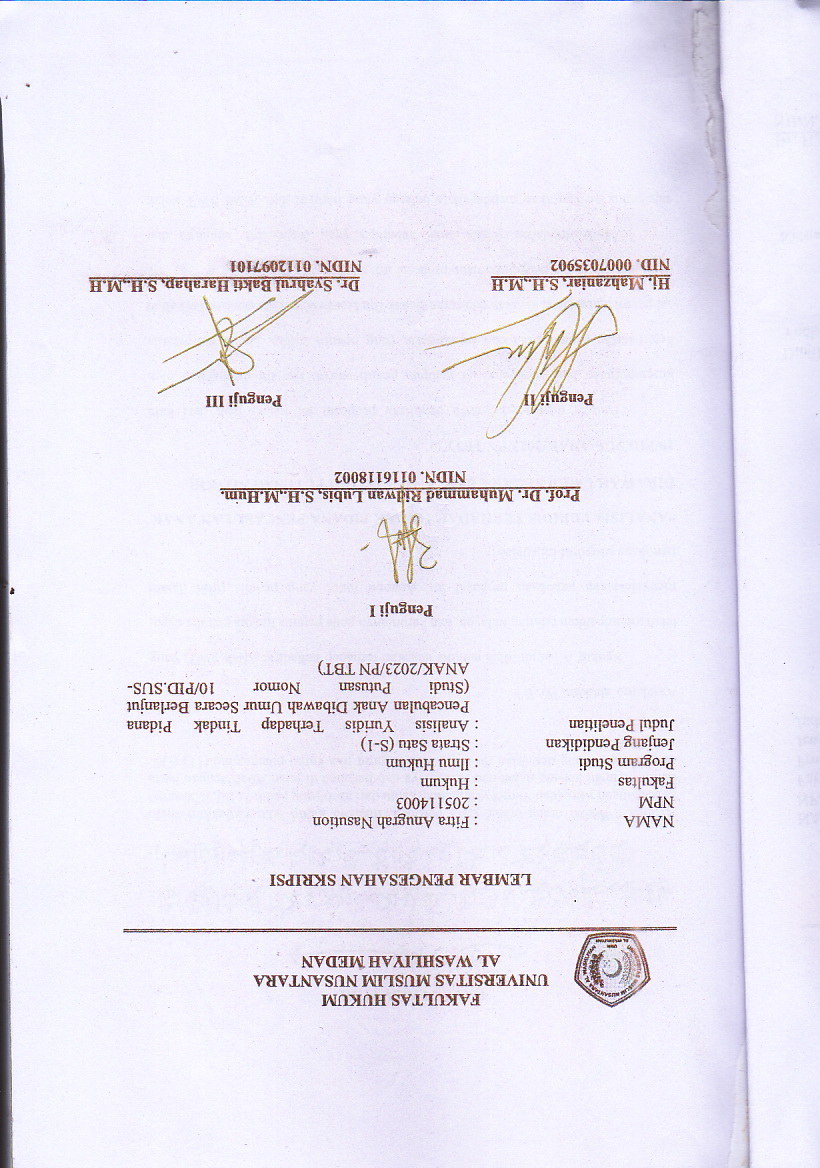 FAKULTAS HUKUM
UNIVERSITAS MUSLIM NUSANTARA
AL WASHLIYAH MEDAN
LEMBAR PENGESAHAN SKRIPSI
NAMA : Fitra Anugrah Nasution
NPM : 205114003
Fakultas : Hukum
Program Studi : Ilmu Hukum
Jenjang Pendidikan : Strata Satu (S-1)
Judul Penelitian : Analisis Yuridis Terhadap Tindak Pidana
Pencabulan Anak Dibawah Umur Secara Berlanjut
(Studi Putusan Nomor 10/PID.SUS-
ANAK/2023/PN TBT)
Penguji I
Prof. Dr. Muhammad Ridwan Lubis, S.H.,M.Hum.
NIDN. 0116118002
Penguji II Penguji III
Hj. Mahzaniar, S.H.,M.H Dr. Syahrul Bakti Harahap, S.H.,M.H
NID. 0007035902 NIDN. 0112097101